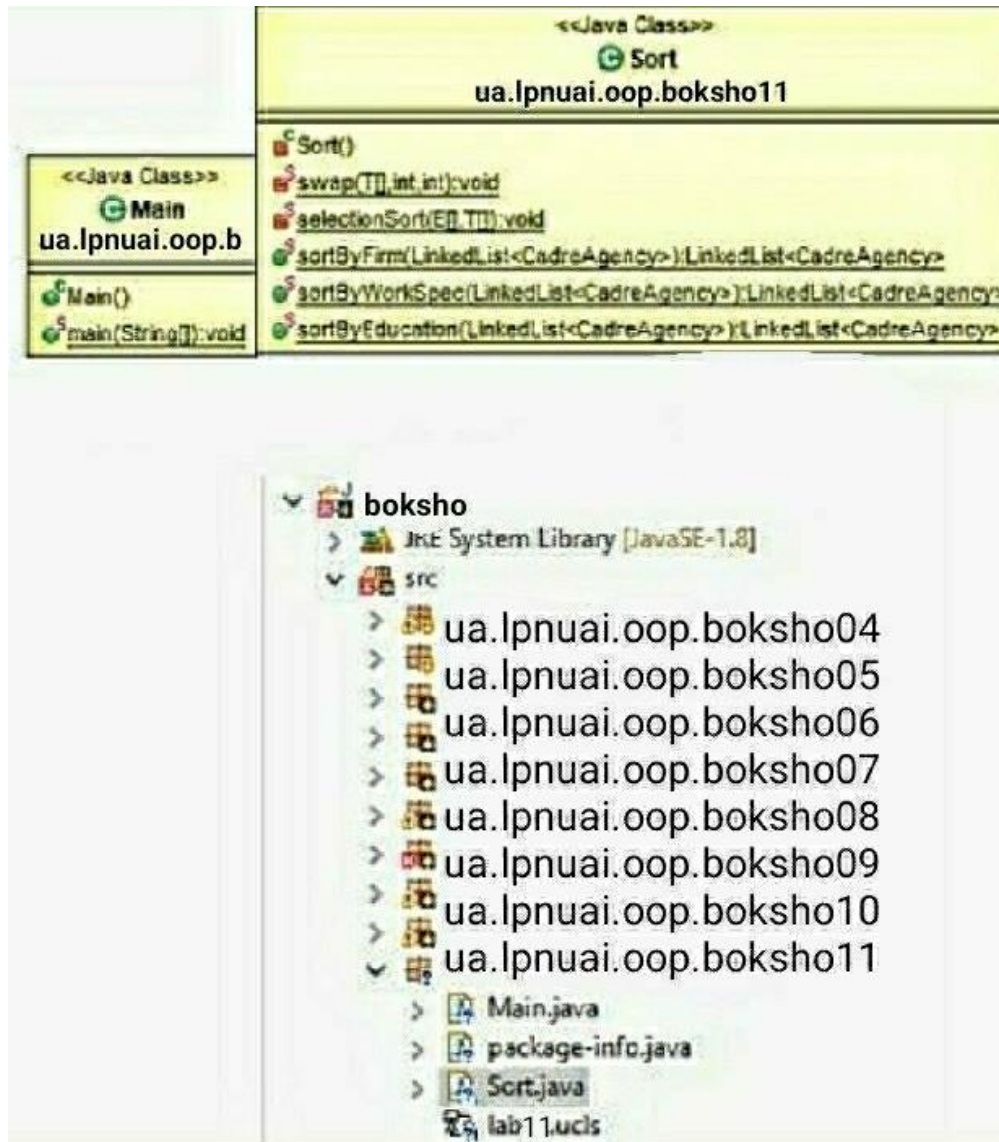 <<Java Class>>
Sort
ua.lpnuai.oop.boksho11
Sort()
swap(T[],int,int):void
selectionSort(E[],T[]):void
sortByFirm(LinkedList<CadreAgency>):LinkedList<CadreAgency>
sortByWorkSpec(LinkedList<CadreAgency>):LinkedList<CadreAgency>
sortByEducation(LinkedList<CadreAgency>):LinkedList<CadreAgency>
<<Java Class>>
Main
ua.lpnuai.oop.b
Main()
main(String[]):void
boksho
JRE System Library [JavaSE-1.8]
src
ua.lpnuai.oop.boksho04
ua.lpnuai.oop.boksho05
ua.lpnuai.oop.boksho06
ua.lpnuai.oop.boksho07
ua.lpnuai.oop.boksho08
ua.lpnuai.oop.boksho09
ua.lpnuai.oop.boksho10
ua.lpnuai.oop.boksho11
Main.java
package-info.java
Sort.java
lab11.ucls